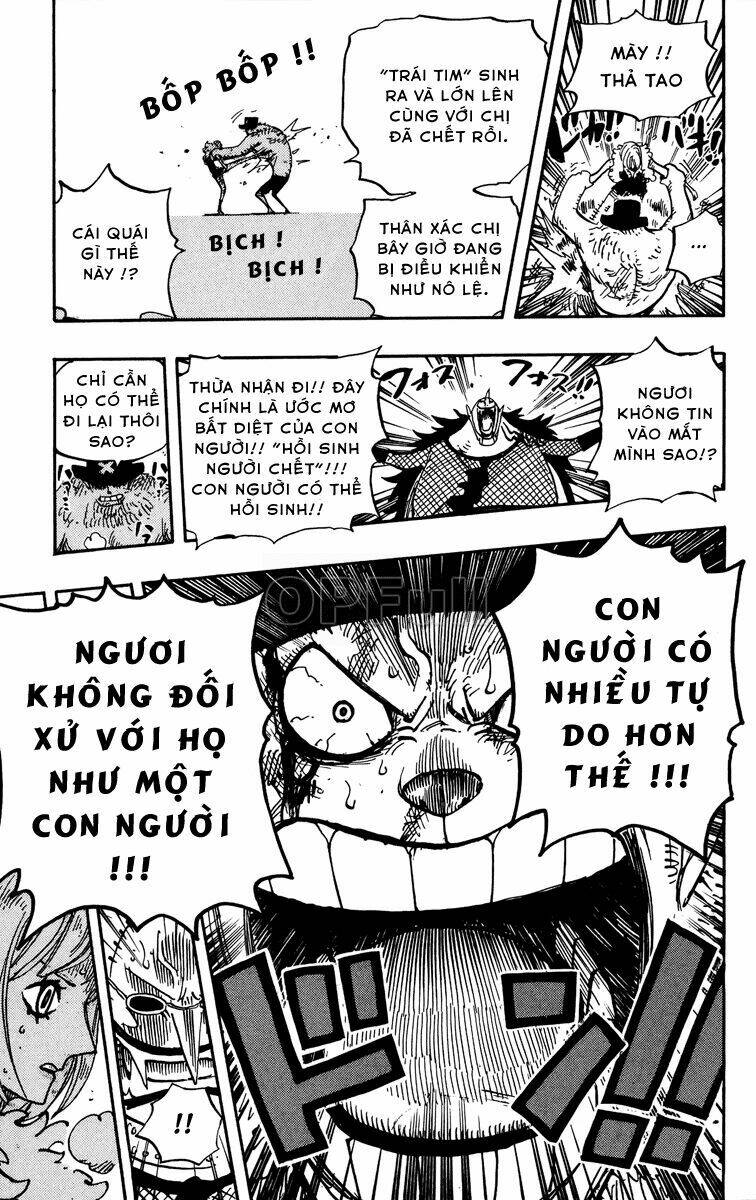 MÀY !!
THẢ TAO
...
"TRÁI TIM" SINH
RA VÀ LỚN LÊN
CÙNG VỚI CHỊ
ĐÃ CHẾT RỒI.
THÂN XÁC CHỊ
BÂY GIỜ ĐANG
BỊ ĐIỀU KHIỂN
NHƯ NÔ LỆ.
BỐP BỐP !!
BỊCH !
BỊCH !
CÁI QUÁI
GÌ THẾ
NÀY !?
NGƯƠI
KHÔNG TIN
VÀO MẮT
MÌNH SAO!?
フォス
フォス
THỪA NHẬN ĐI!! ĐÂY
CHÍNH LÀ ƯỚC MƠ
BẤT DIỆT CỦA CON
NGƯỜI!! "HỒI SINH
NGƯỜI CHẾT"!!!
CON NGƯỜI CÓ THỂ
HỒI SINH!!
CHỈ CẦN
HỌ CÓ THỂ
ĐI LẠI THÔI
SAO?
CON
NGƯỜI CÓ
NHIỀU TỰ
DO HƠN
THẾ !!!
NGƯƠI
KHÔNG ĐỐI
XỬ VỚI HỌ
NHƯ MỘT
CON NGƯỜI
!!!
ドン!!
!!